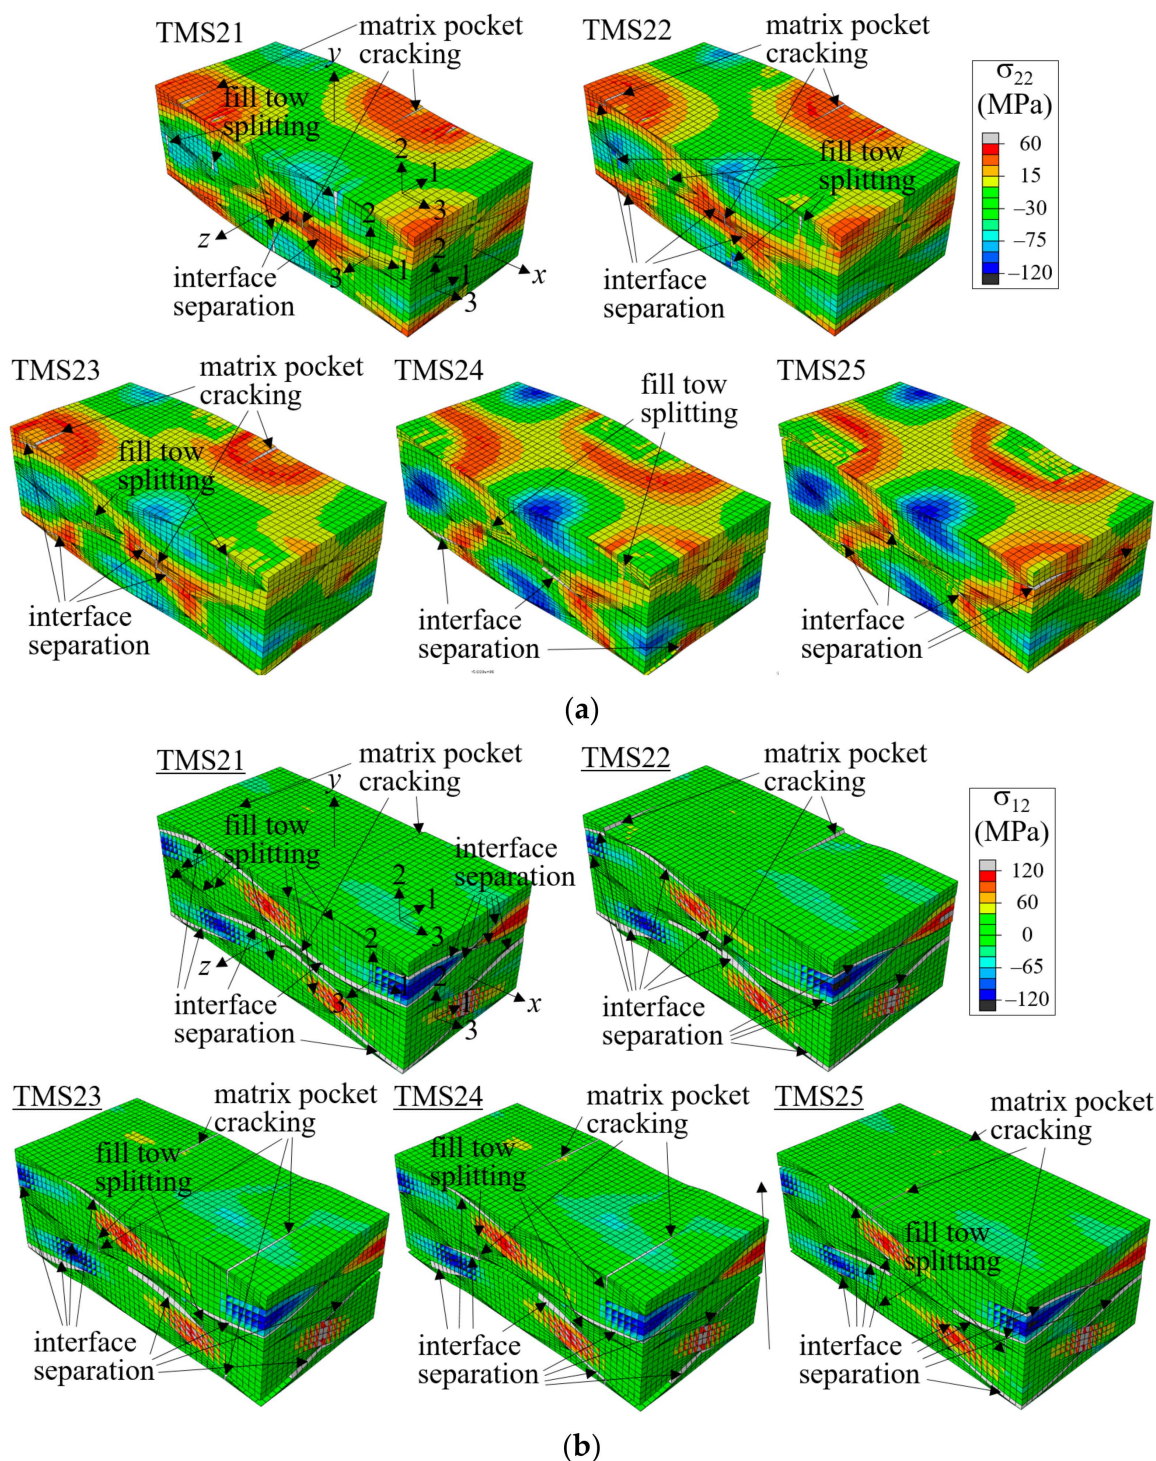 TMS21
matrix pocket
cracking
y
fill tow
splitting
2
1
3
2
1
3
2
1
3
z
x
interface
separation
TMS22
matrix pocket
cracking
fill tow
splitting
interface
separation
σ22
(MPa)
60
15
−30
−75
−120
TMS23
matrix pocket
cracking
fill tow
splitting
interface
separation
TMS24
fill tow
splitting
interface
separation
TMS25
interface
separation
(a)
TMS21
matrix pocket
cracking
y
fill tow
splitting
interface
separation
2
1
3
2
1
3
2
1
3
z
x
interface
separation
TMS22
matrix pocket
cracking
interface
separation
σ12
(MPa)
120
60
0
−65
−120
TMS23
matrix pocket
cracking
fill tow
splitting
interface
separation
TMS24
fill tow
splitting
interface
separation
TMS25
matrix pocket
cracking
fill tow
splitting
interface
separation
(b)